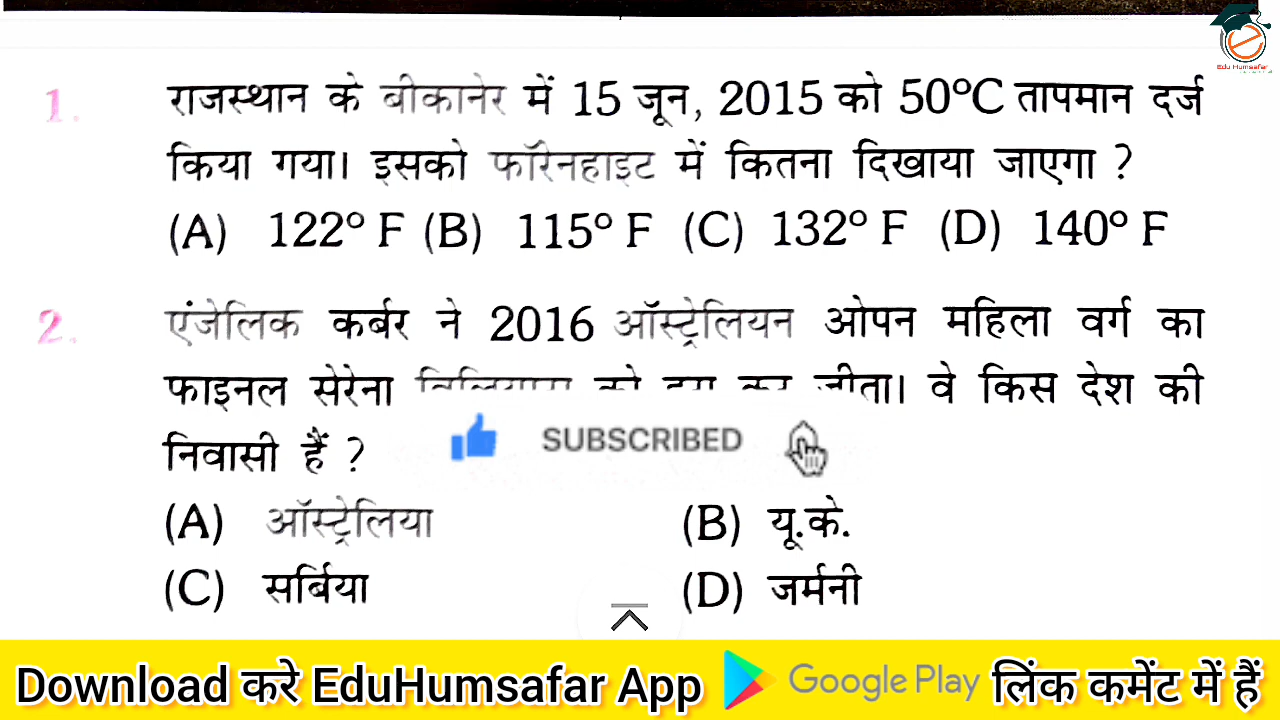 Edu Humsafar
1. राजस्थान के बीकानेर में 15 जून, 2015 को 50°C तापमान दर्ज
किया गया। इसको फॉरेनहाइट में कितना दिखाया जाएगा ?
(A) 122° F (B) 115° F (C) 132° F (D) 140° F
2. एंजेलिक कर्बर ने 2016 ऑस्ट्रेलियन ओपन महिला वर्ग का
फाइनल सेरेना जीता। वे किस देश की
निवासी हैं ?
SUBSCRIBED
(A) ऑस्ट्रेलिया (B) यू.के.
(C) सर्बिया (D) जर्मनी
Download करे EduHumsafar App Google Play लिंक कमेंट में हैं